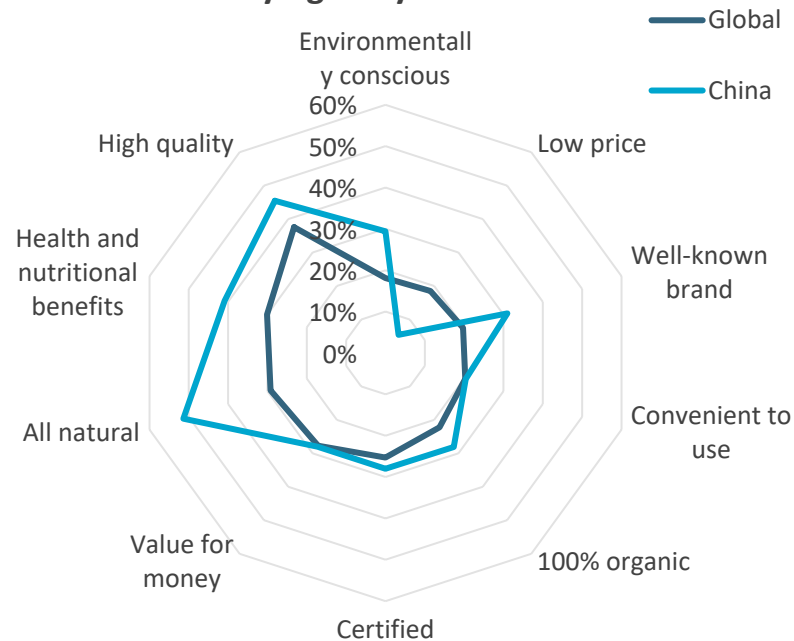 Global
China
Environmentall
y conscious
Low price
Well-known
brand
Convenient to
use
100% organic
Certified
Value for
money
All natural
Health and
nutritional
benefits
High quality
60%
50%
40%
30%
20%
10%
0%